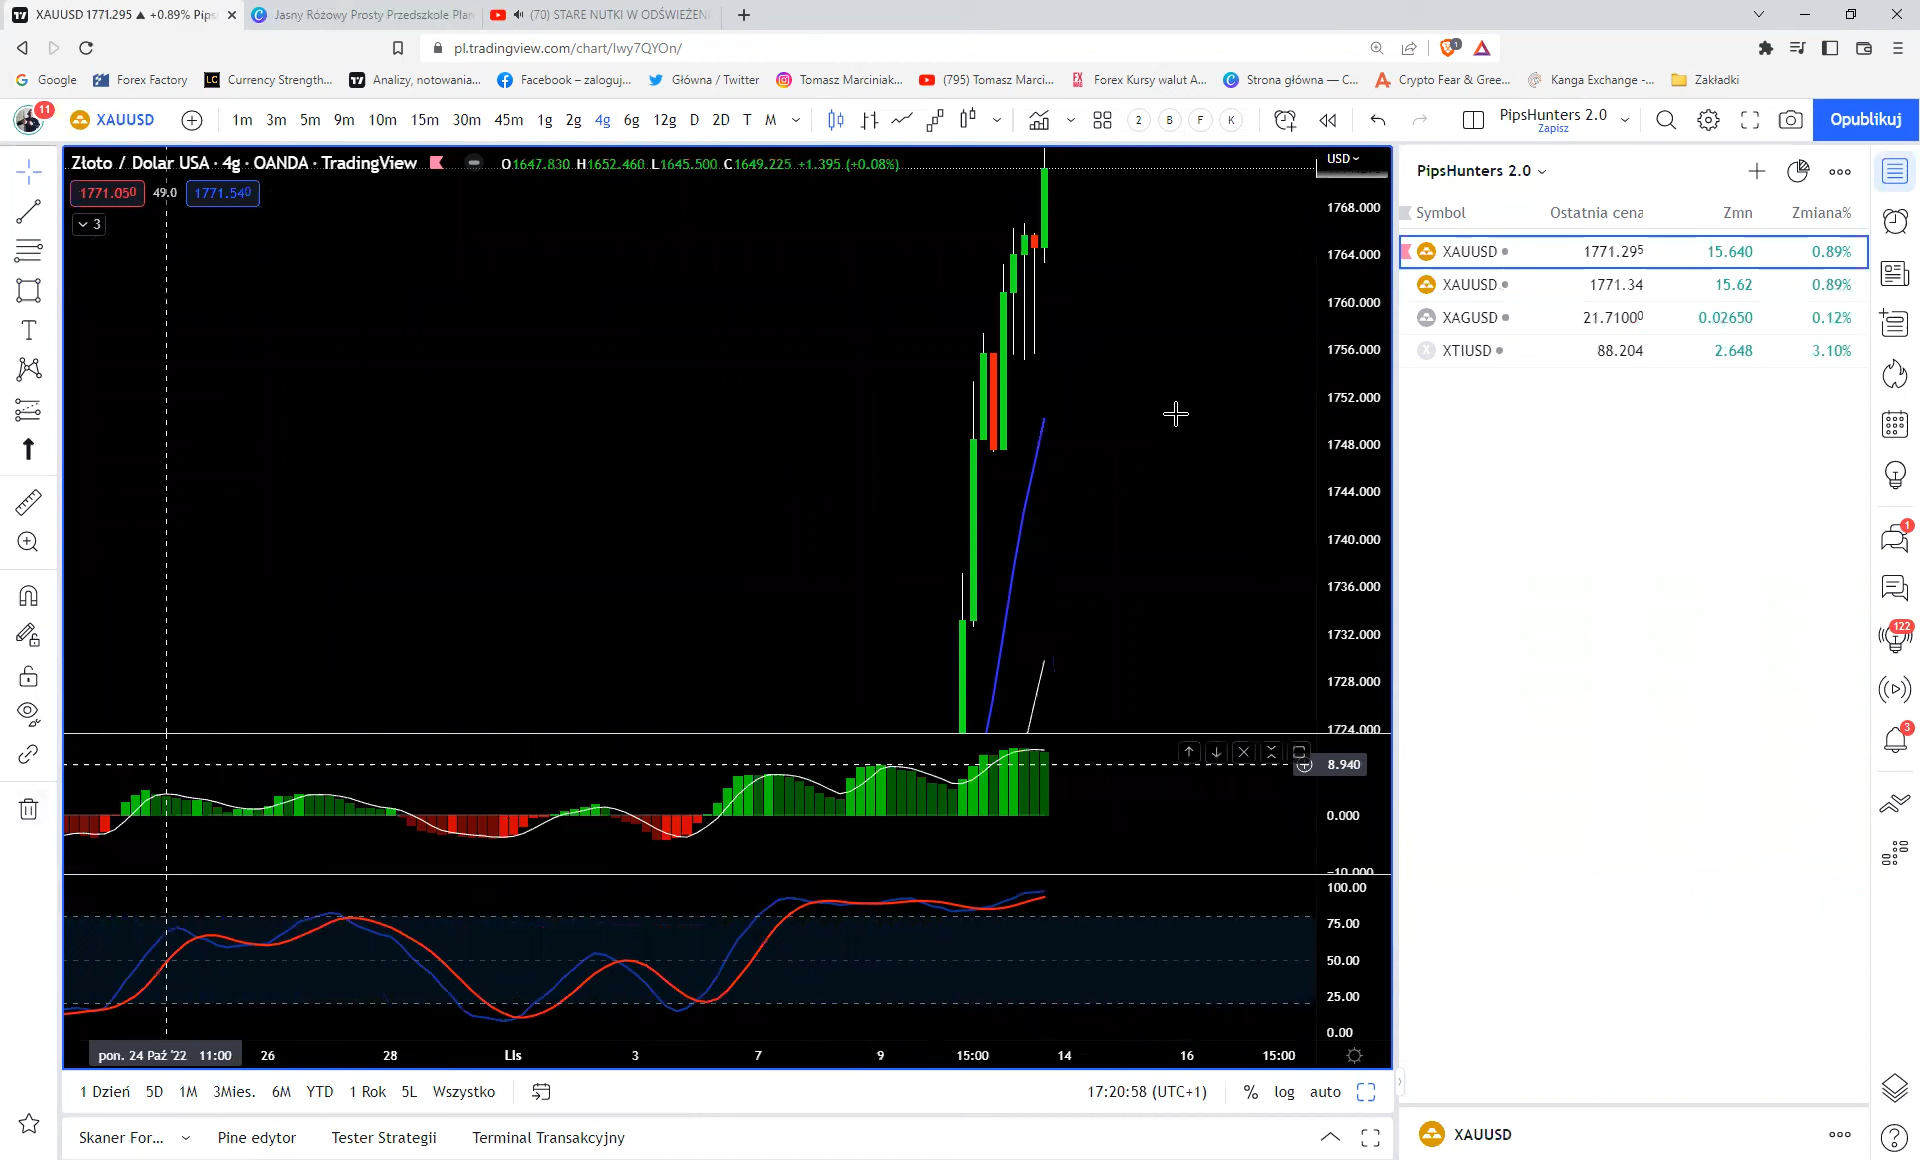 XAUUSD 1771.295 ▲ +0.89% Pips
Jasny Różowy Prosty Przedszkole Plan
(70) STARE NUTKI W ODŚWIEŻENI
pl.tradingview.com/chart/Iwy7QYOn/
1
Google
Forex Factory
LC
Currency Strength...
Analizy, notowania...
Facebook – zaloguj...
Główna / Twitter
Tomasz Marciniak...
(795) Tomasz Marci...
Forex Kursy walut A...
Strona główna — C...
Crypto Fear & Gree...
Kanga Exchange -...
Zakładki
11
XAUUSD
1m 3m 5m 9m 10m 15m 30m 45m 1g 2g 4g 6g 12g D 2D T M
2 B F K
PipsHunters 2.0
Zapisz
Opublikuj
Złoto / Dolar USA · 4g · OANDA · TradingView
O1647.830 H1652.460 L1645.500 C1649.225 +1.395 (+0.08%)
USD
1771.050 49.0 1771.540
3
1768.000
1764.000
1760.000
1756.000
1752.000
1748.000
1744.000
1740.000
1736.000
1732.000
1728.000
1724.000
8.940
0.000
−10.000
100.00
75.00
50.00
25.00
0.00
pon. 24 Paź '22 11:00 26 28 Lis 3 7 9 15:00 14 16 15:00
1 Dzień 5D 1M 3Mies. 6M YTD 1 Rok 5L Wszystko
17:20:58 (UTC+1) % log auto
Skaner For... Pine edytor Tester Strategii Terminal Transakcyjny
PipsHunters 2.0
Symbol Ostatnia cena Zmn Zmiana%
XAUUSD 1771.295 15.640 0.89%
XAUUSD 1771.34 15.62 0.89%
XAGUSD 21.71000 0.02650 0.12%
XTIUSD 88.204 2.648 3.10%
1
122
3
XAUUSD